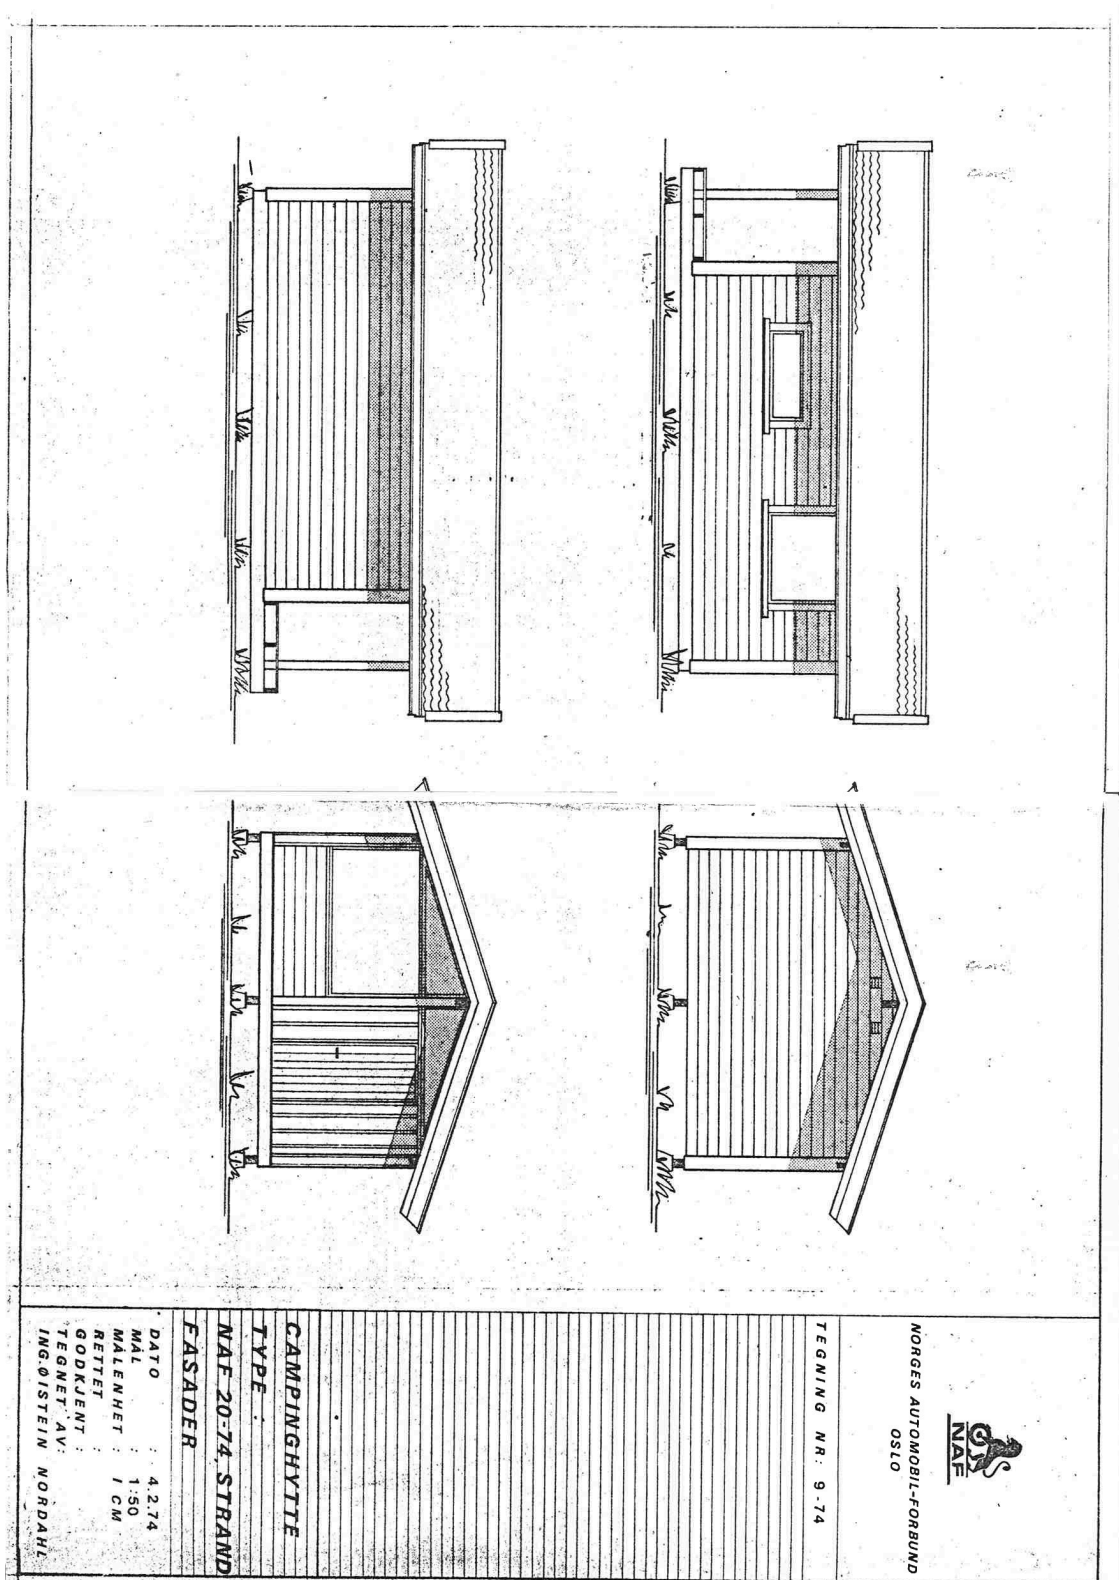 NAF
NORGES AUTOMOBIL-FORBUND
OSLO
TEGNING NR: 9-74
CAMPINGHYTTE
TYPE :
NAF 20-74, STRAND
FASADER
DATO : 4.2.74
MÅL : 1:50
MÅLENHET : 1 CM
RETTET :
GODKJENT :
TEGNET AV:
ING.ØISTEIN NORDAHL